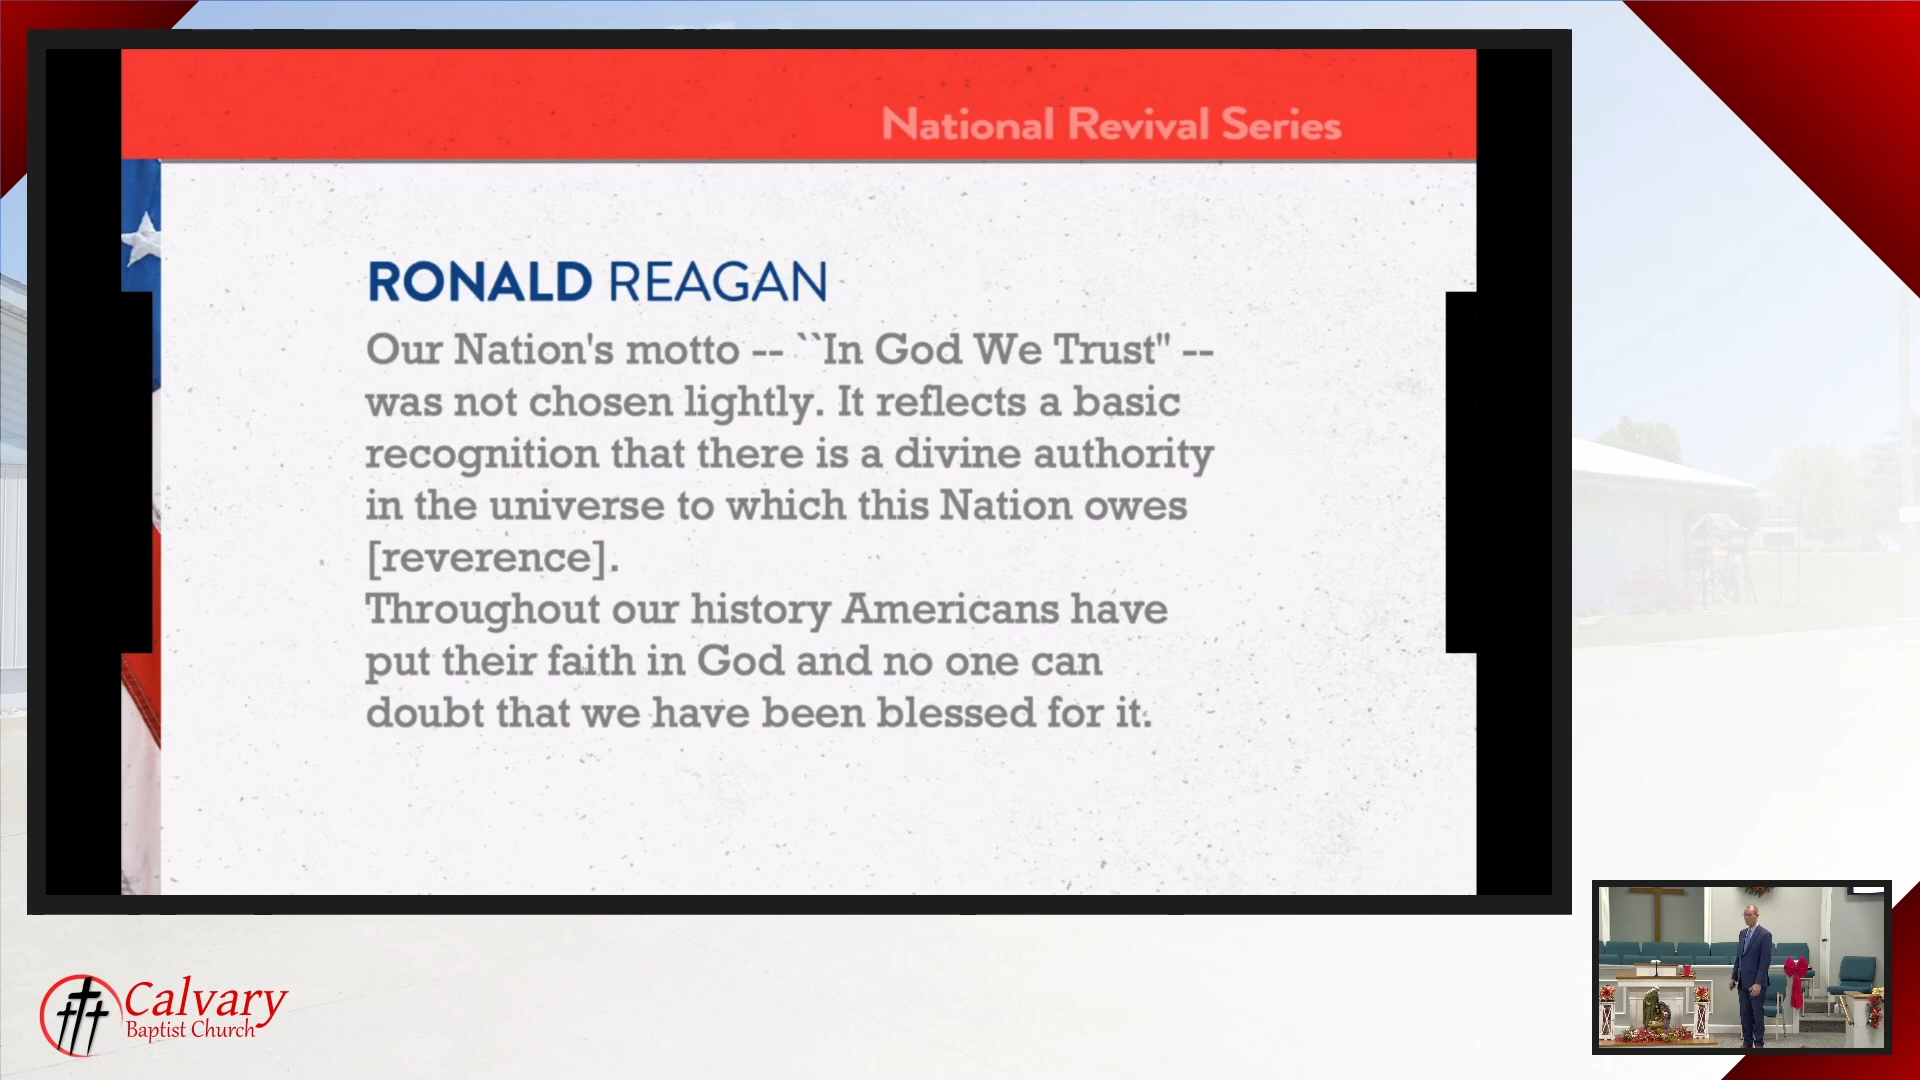 National Revival Series
RONALD REAGAN
Our Nation's motto -- ``In God We Trust" --
was not chosen lightly. It reflects a basic
recognition that there is a divine authority
in the universe to which this Nation owes
[reverence].
Throughout our history Americans have
put their faith in God and no one can
doubt that we have been blessed for it.
Calvary
Baptist Church